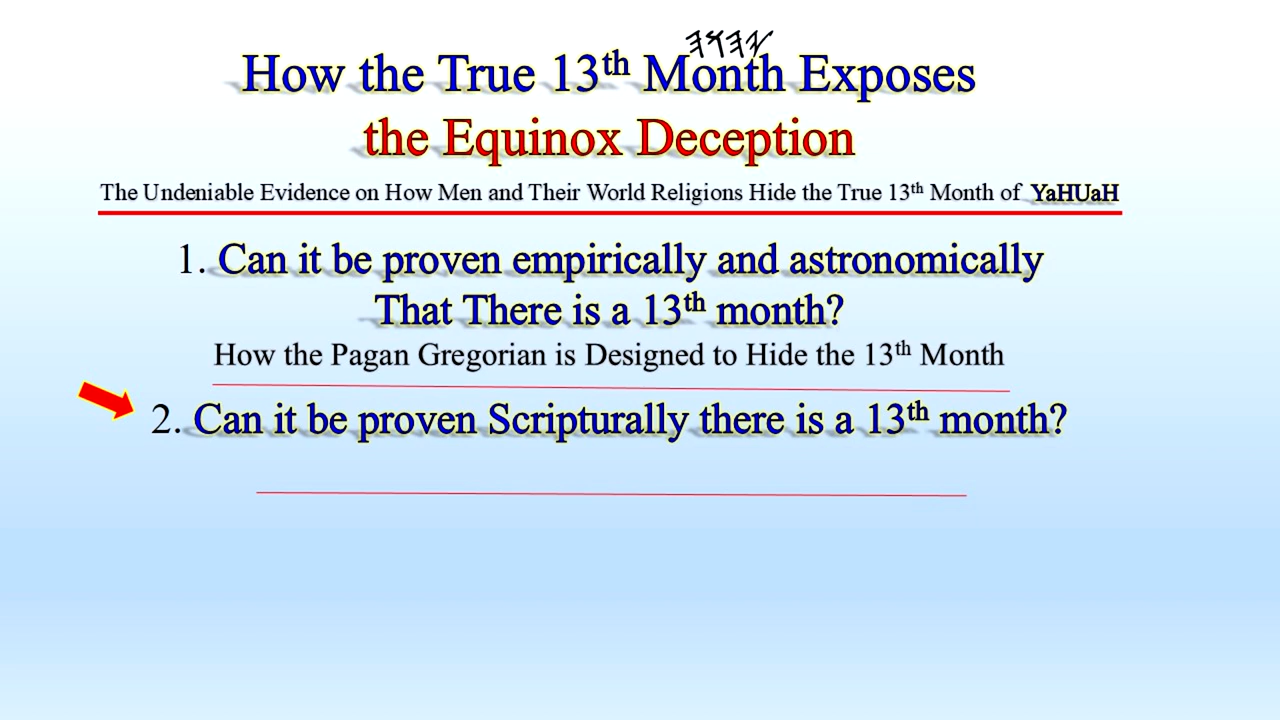 𐤉𐤄𐤅𐤄
How the True 13th Month Exposes
the Equinox Deception
The Undeniable Evidence on How Men and Their World Religions Hide the True 13th Month of YaHUaH
1. Can it be proven empirically and astronomically
That There is a 13th month?
How the Pagan Gregorian is Designed to Hide the 13th Month
2. Can it be proven Scripturally there is a 13th month?